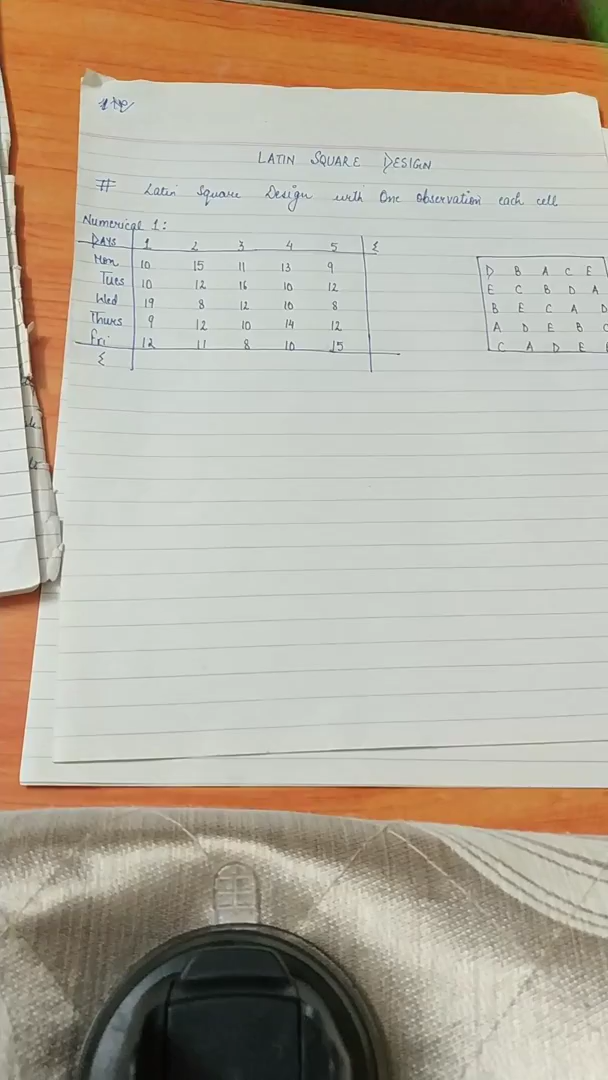 LATIN SQUARE DESIGN
# Latin Square Design with One observation each cell
Numerical 1:
DAYS 1 2 3 4 5 Σ
Mon 10 15 11 13 9
Tues 10 12 16 10 12
Wed 19 8 12 10 8
Thurs 9 12 10 14 12
Fri 12 11 8 10 15
Σ
D B A C E
E C B D A
B E C A D
A D E B C
C A D E